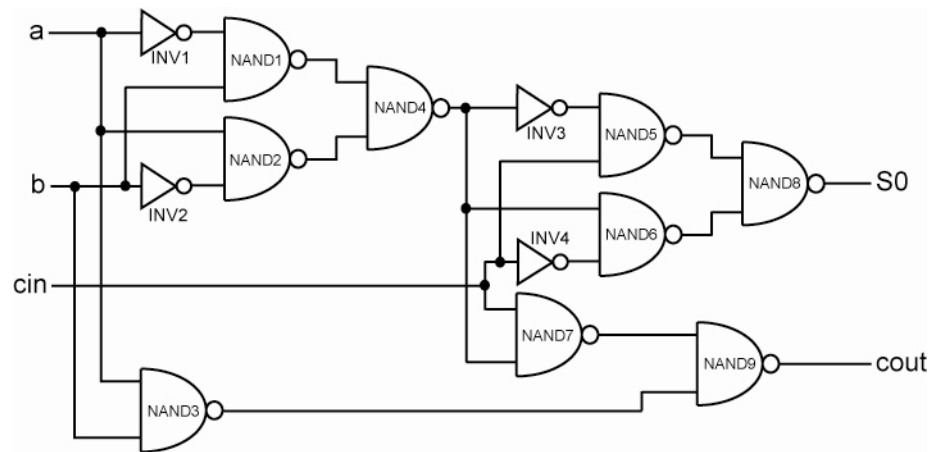 a
INV1
NAND1
NAND4
NAND2
b
INV2
INV3
NAND5
NAND8
S0
NAND6
INV4
cin
NAND7
NAND9
cout
NAND3